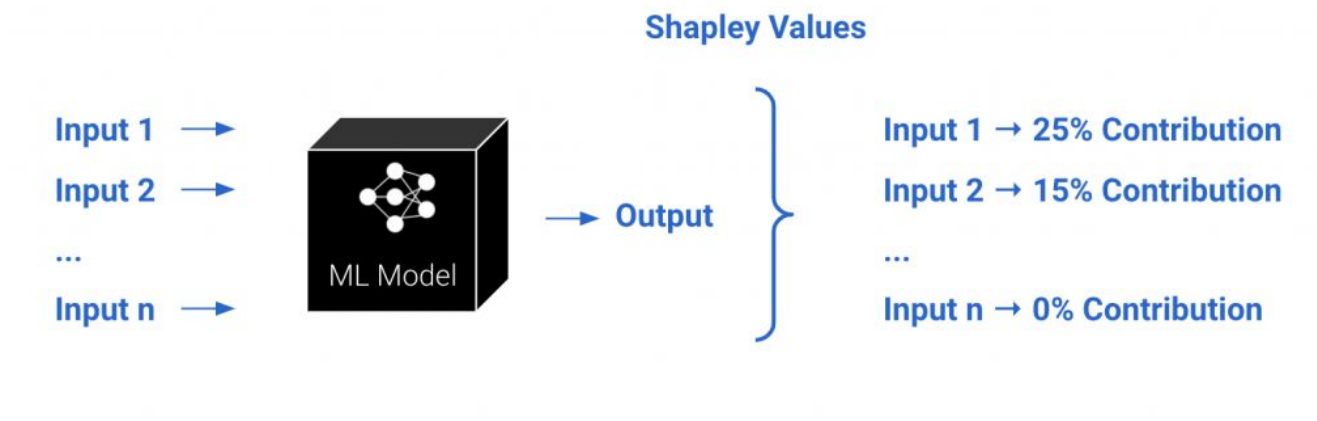 Shapley Values
Input 1 →
Input 2 →
...
Input n →
ML Model
→ Output
Input 1 → 25% Contribution
Input 2 → 15% Contribution
...
Input n → 0% Contribution